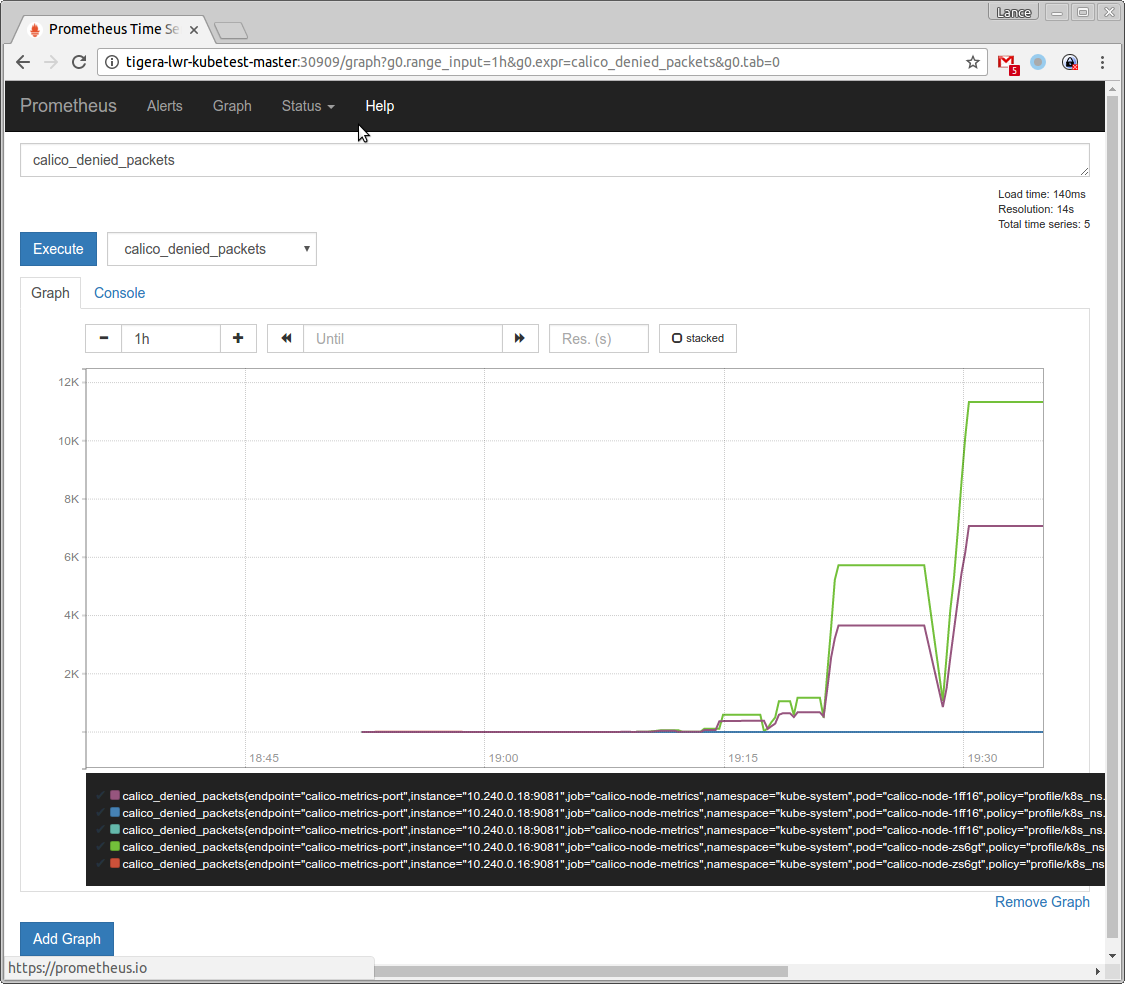 Lance
Prometheus Time Se
tigera-lwr-kubetest-master:30909/graph?g0.range_input=1h&g0.expr=calico_denied_packets&g0.tab=0
5
Prometheus Alerts Graph Status Help
calico_denied_packets
Load time: 140ms
Resolution: 14s
Total time series: 5
Execute calico_denied_packets
Graph Console
1h Until Res. (s) stacked
12K
10K
8K
6K
4K
2K
18:45 19:00 19:15 19:30
calico_denied_packets{endpoint="calico-metrics-port",instance="10.240.0.18:9081",job="calico-node-metrics",namespace="kube-system",pod="calico-node-1ff16",policy="profile/k8s_ns.
calico_denied_packets{endpoint="calico-metrics-port",instance="10.240.0.18:9081",job="calico-node-metrics",namespace="kube-system",pod="calico-node-1ff16",policy="profile/k8s_ns.
calico_denied_packets{endpoint="calico-metrics-port",instance="10.240.0.18:9081",job="calico-node-metrics",namespace="kube-system",pod="calico-node-1ff16",policy="profile/k8s_ns.
calico_denied_packets{endpoint="calico-metrics-port",instance="10.240.0.16:9081",job="calico-node-metrics",namespace="kube-system",pod="calico-node-zs6gt",policy="profile/k8s_ns
calico_denied_packets{endpoint="calico-metrics-port",instance="10.240.0.16:9081",job="calico-node-metrics",namespace="kube-system",pod="calico-node-zs6gt",policy="profile/k8s_ns
Remove Graph
Add Graph
https://prometheus.io